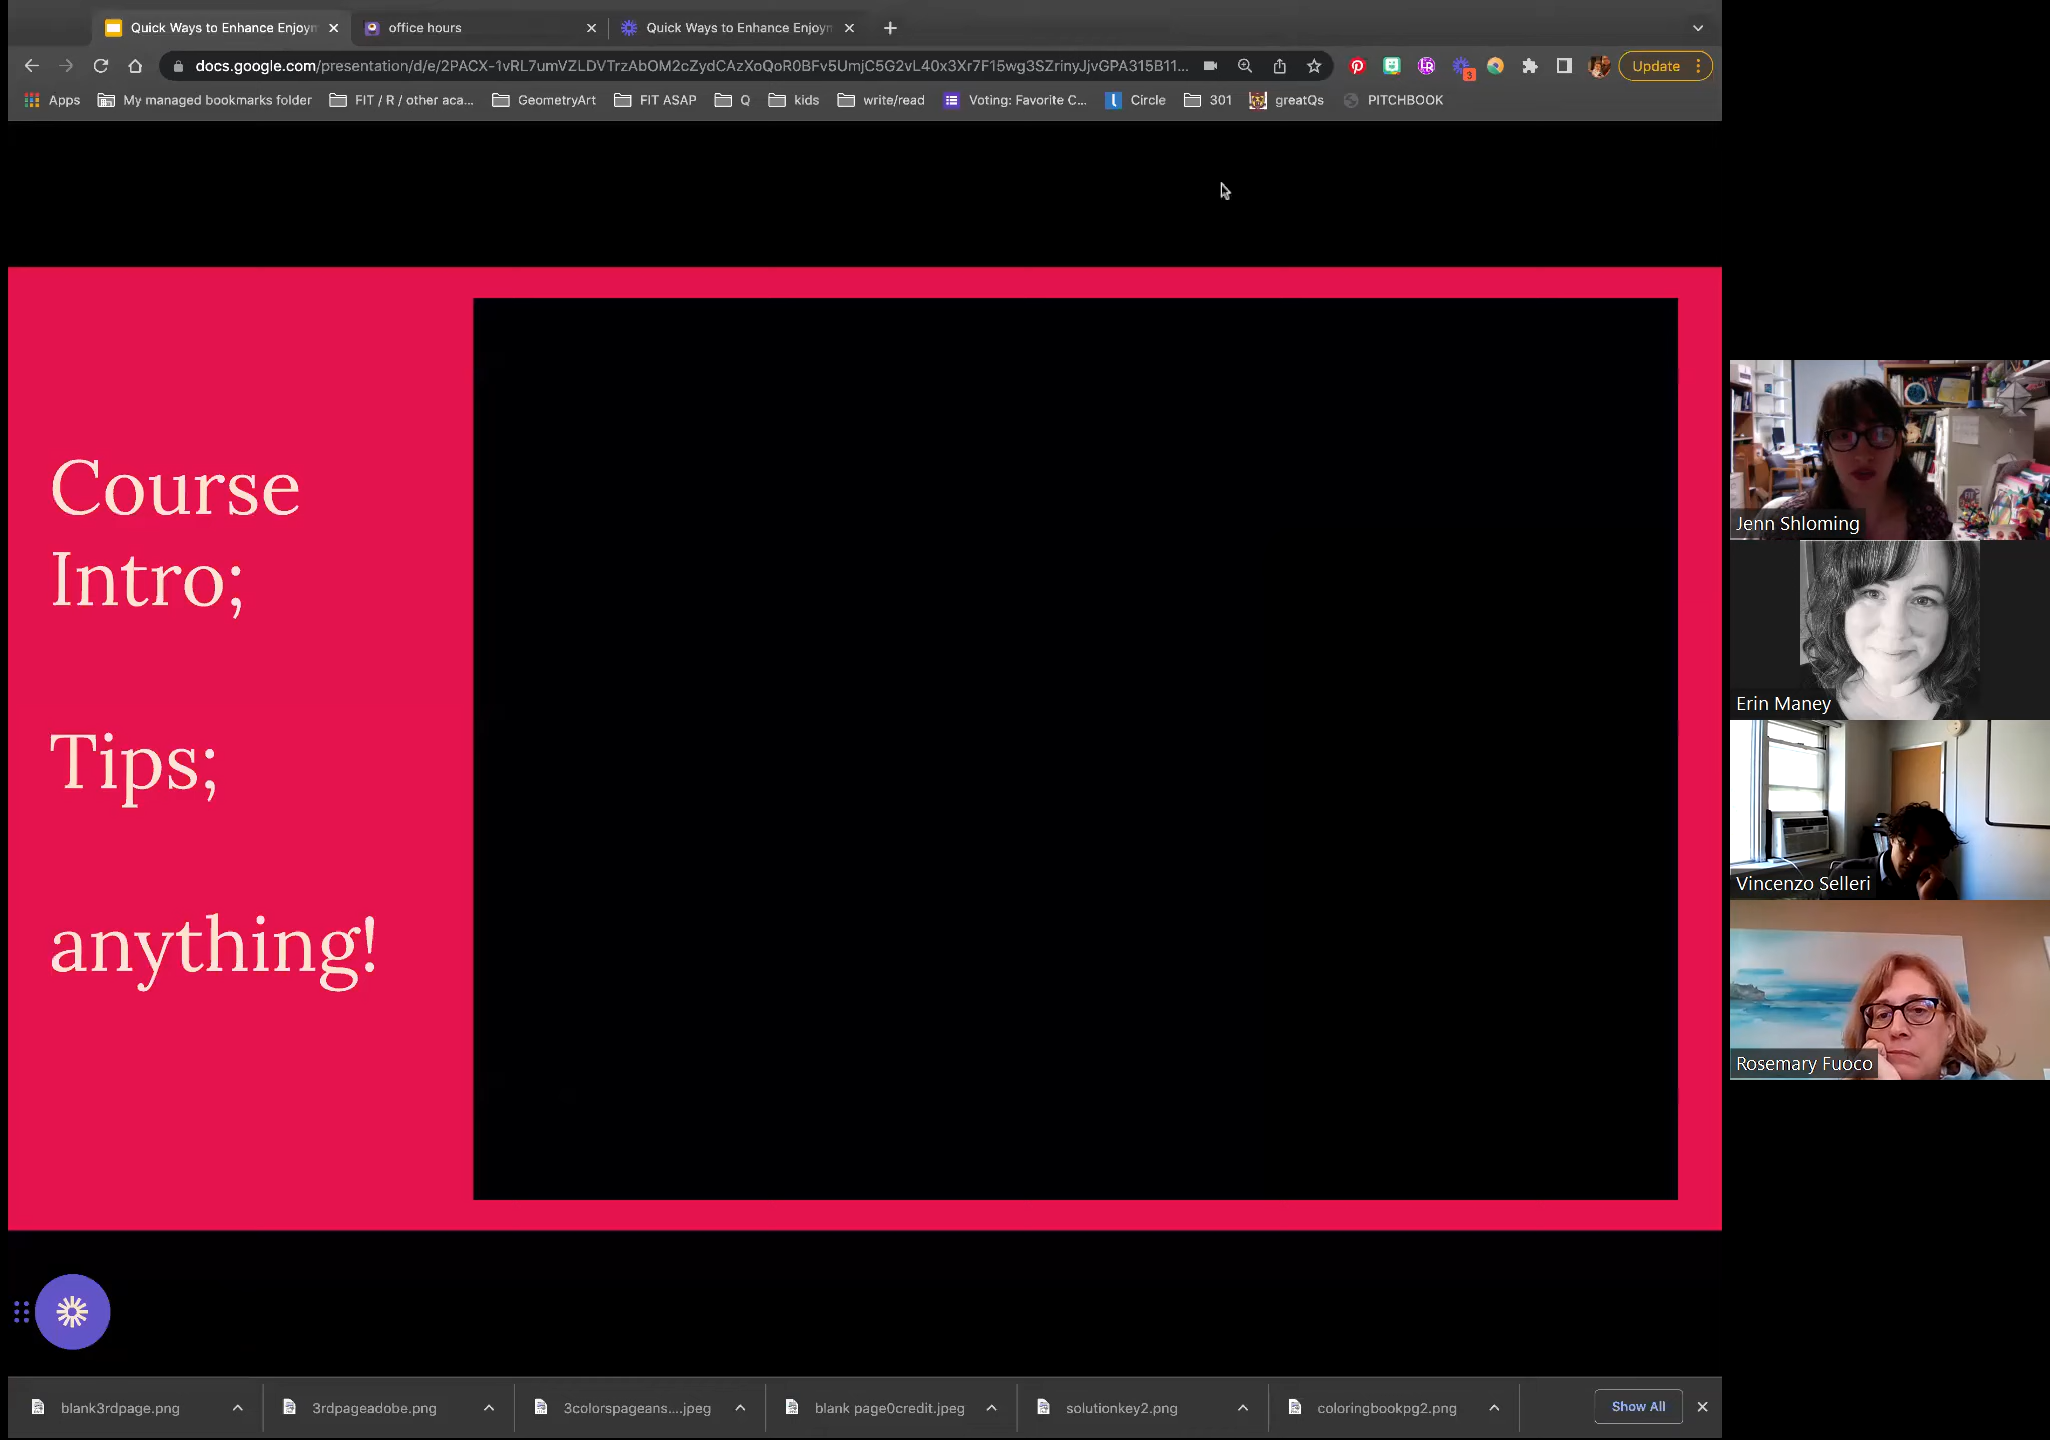 Quick Ways to Enhance Enjoym
office hours
Quick Ways to Enhance Enjoym
docs.google.com/presentation/d/e/2PACX-1vRL7umVZLDVTrzAbOM2cZydCAzXoQoR0BFv5UmjC5G2vL40x3Xr7F15wg3SZrinyJjvGPA315B11...
3
Update
Apps
My managed bookmarks folder
FIT / R / other aca...
GeometryArt
FIT ASAP
Q
kids
write/read
Voting: Favorite C...
Circle
301
greatQs
PITCHBOOK
Course
Intro;
Tips;
anything!
Jenn Shloming
Erin Maney
Vincenzo Selleri
Rosemary Fuoco
blank3rdpage.png
3rdpageadobe.png
3colorspageans....jpeg
blank page0credit.jpeg
solutionkey2.png
coloringbookpg2.png
Show All